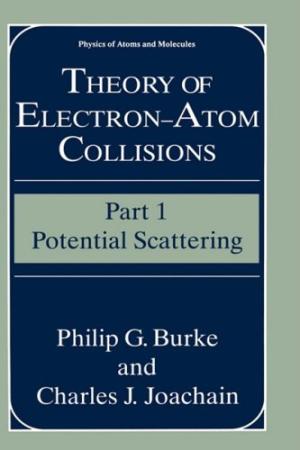 Physics of Atoms and Molecules
THEORY OF
ELECTRON–ATOM
COLLISIONS
Part 1
Potential Scattering
Philip G. Burke
and
Charles J. Joachain